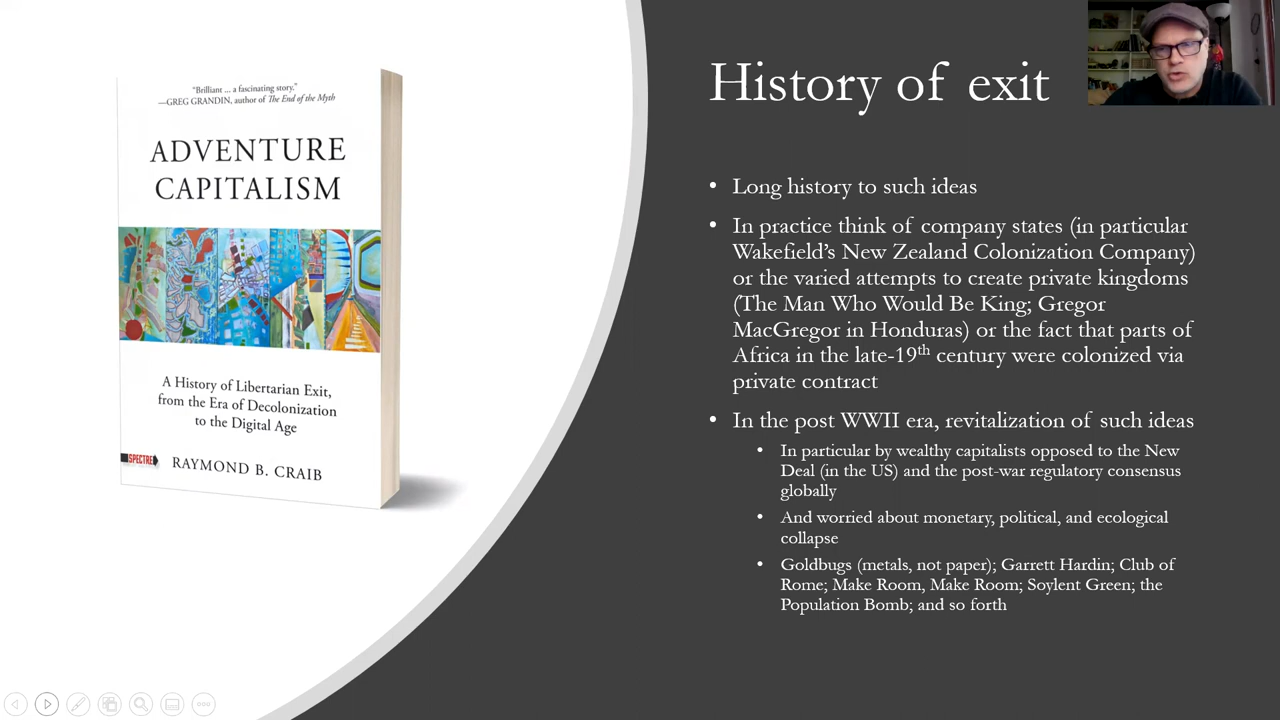 "Brilliant ... a fascinating story."
—GREG GRANDIN, author of The End of the Myth
ADVENTURE
CAPITALISM
A History of Libertarian Exit,
from the Era of Decolonization
to the Digital Age
SPECTRE
RAYMOND B. CRAIB
History of exit
• Long history to such ideas
• In practice think of company states (in particular
Wakefield's New Zealand Colonization Company)
or the varied attempts to create private kingdoms
(The Man Who Would Be King; Gregor
MacGregor in Honduras) or the fact that parts of
Africa in the late-19th century were colonized via
private contract
• In the post WWII era, revitalization of such ideas
• In particular by wealthy capitalists opposed to the New
Deal (in the US) and the post-war regulatory consensus
globally
• And worried about monetary, political, and ecological
collapse
• Goldbugs (metals, not paper); Garrett Hardin; Club of
Rome; Make Room, Make Room; Soylent Green; the
Population Bomb; and so forth